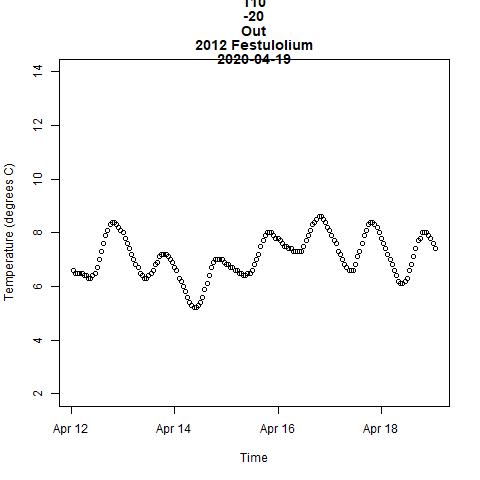 110
-20
Out
2012 Festulolium
2020-04-19
Temperature (degrees C)
14
12
10
8
6
4
2
Apr 12
Apr 14
Apr 16
Apr 18
Time